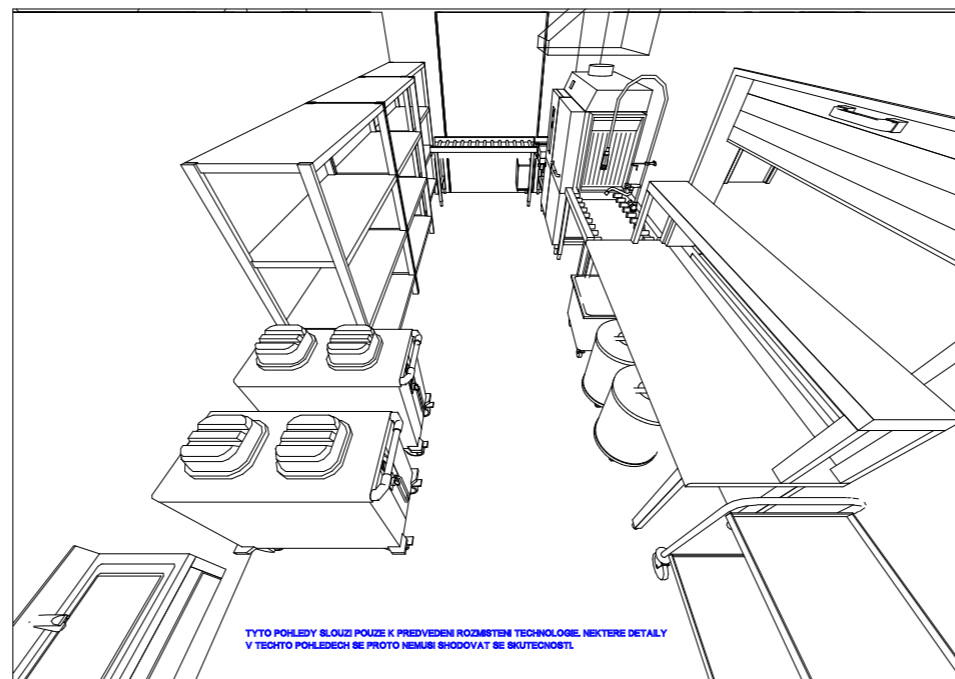 TYTO POHLEDY SLOUZI POUZE K PREDVEDENI ROZMISTENI TECHNOLOGIE. NEKTERE DETAILY
V TECHTO POHLEDECH SE PROTO NEMUSI SHODOVAT SE SKUTECNOSTI.